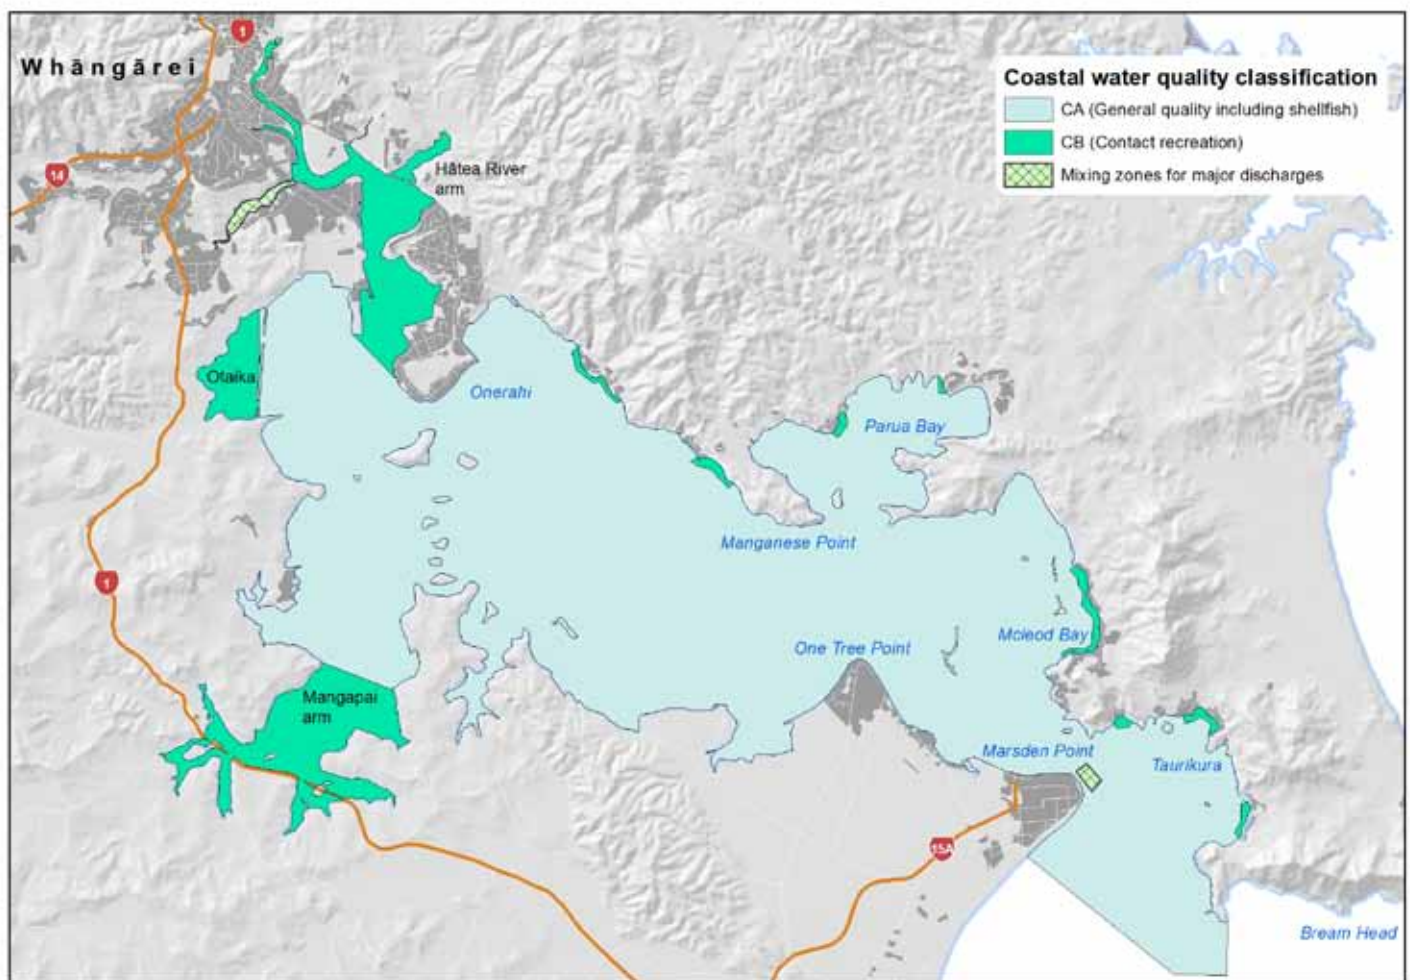 1
Whāngārei
Coastal water quality classification
CA (General quality including shellfish)
CB (Contact recreation)
Mixing zones for major discharges
14
Hātea River
arm
Otaika
Onerahi
Parua Bay
Manganese Point
1
Mcleod Bay
One Tree Point
Mangapai
arm
Marsden Point
Taurikura
15A
Bream Head